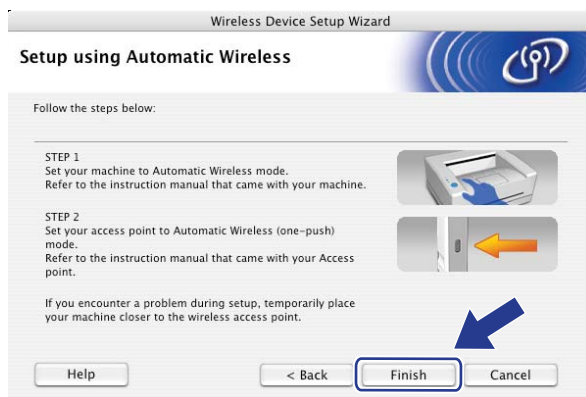 Wireless Device Setup Wizard
Setup using Automatic Wireless
Follow the steps below:
STEP 1
Set your machine to Automatic Wireless mode.
Refer to the instruction manual that came with your machine.
STEP 2
Set your access point to Automatic Wireless (one-push)
mode.
Refer to the instruction manual that came with your Access
point.
If you encounter a problem during setup, temporarily place
your machine closer to the wireless access point.
Help
< Back
Finish
Cancel